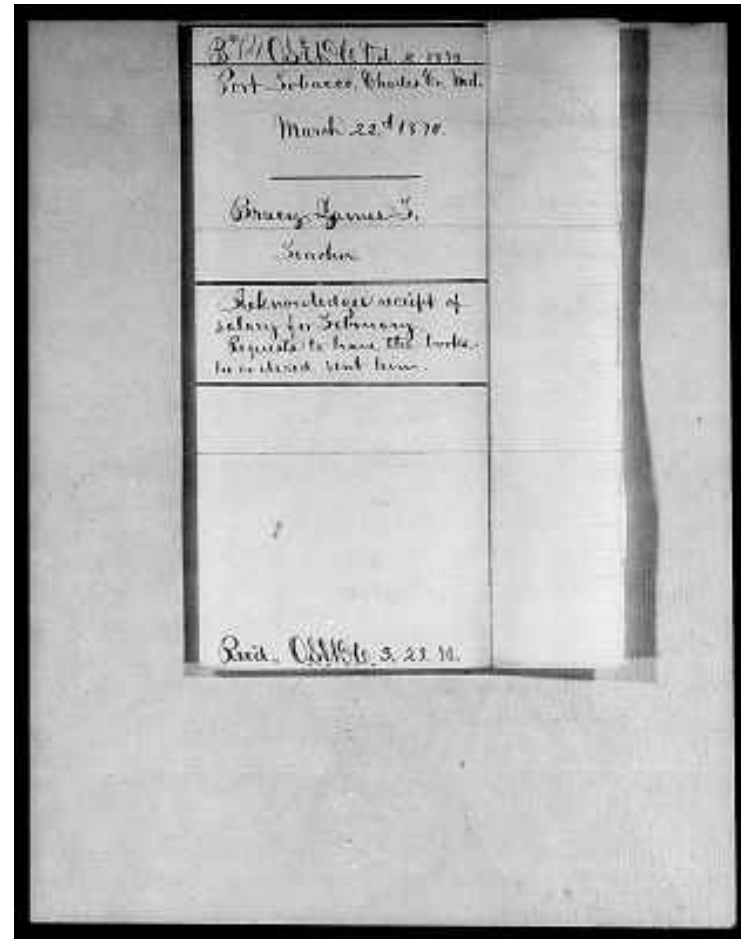 Port Tobacco, Charles Co. Md.
March 22d 1870.
Bracy James T.
Teacher
Acknowledges receipt of
salary for February
Requests to have the books
he ordered sent him.
Recd. 3. 23. 70.